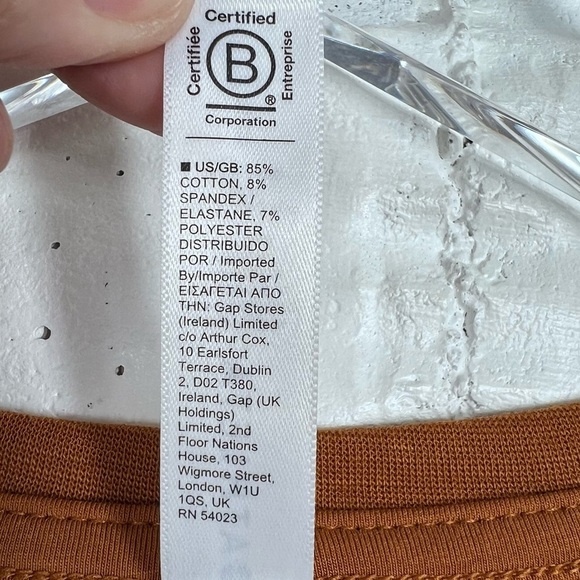 Certified
Certifiée
B
®
Entreprise
Corporation
■ US/GB: 85%
COTTON, 8%
SPANDEX /
ELASTANE, 7%
POLYESTER
DISTRIBUIDO
POR / Imported
By/Importe Par /
ΕΙΣΑΓΕΤΑΙ ΑΠΟ
THN: Gap Stores
(Ireland) Limited
c/o Arthur Cox,
10 Earlsfort
Terrace, Dublin
2, D02 T380,
Ireland, Gap (UK
Holdings)
Limited, 2nd
Floor Nations
House, 103
Wigmore Street,
London, W1U
1QS, UK
RN 54023